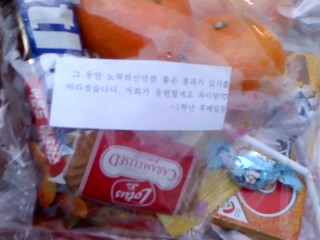 그 동안 노력하신만큼 좋은 결과가 있기를
바라겠습니다. 저희가 응원할게요 파이팅!
-1학년 후배일동
Lotus
CARAMELISED